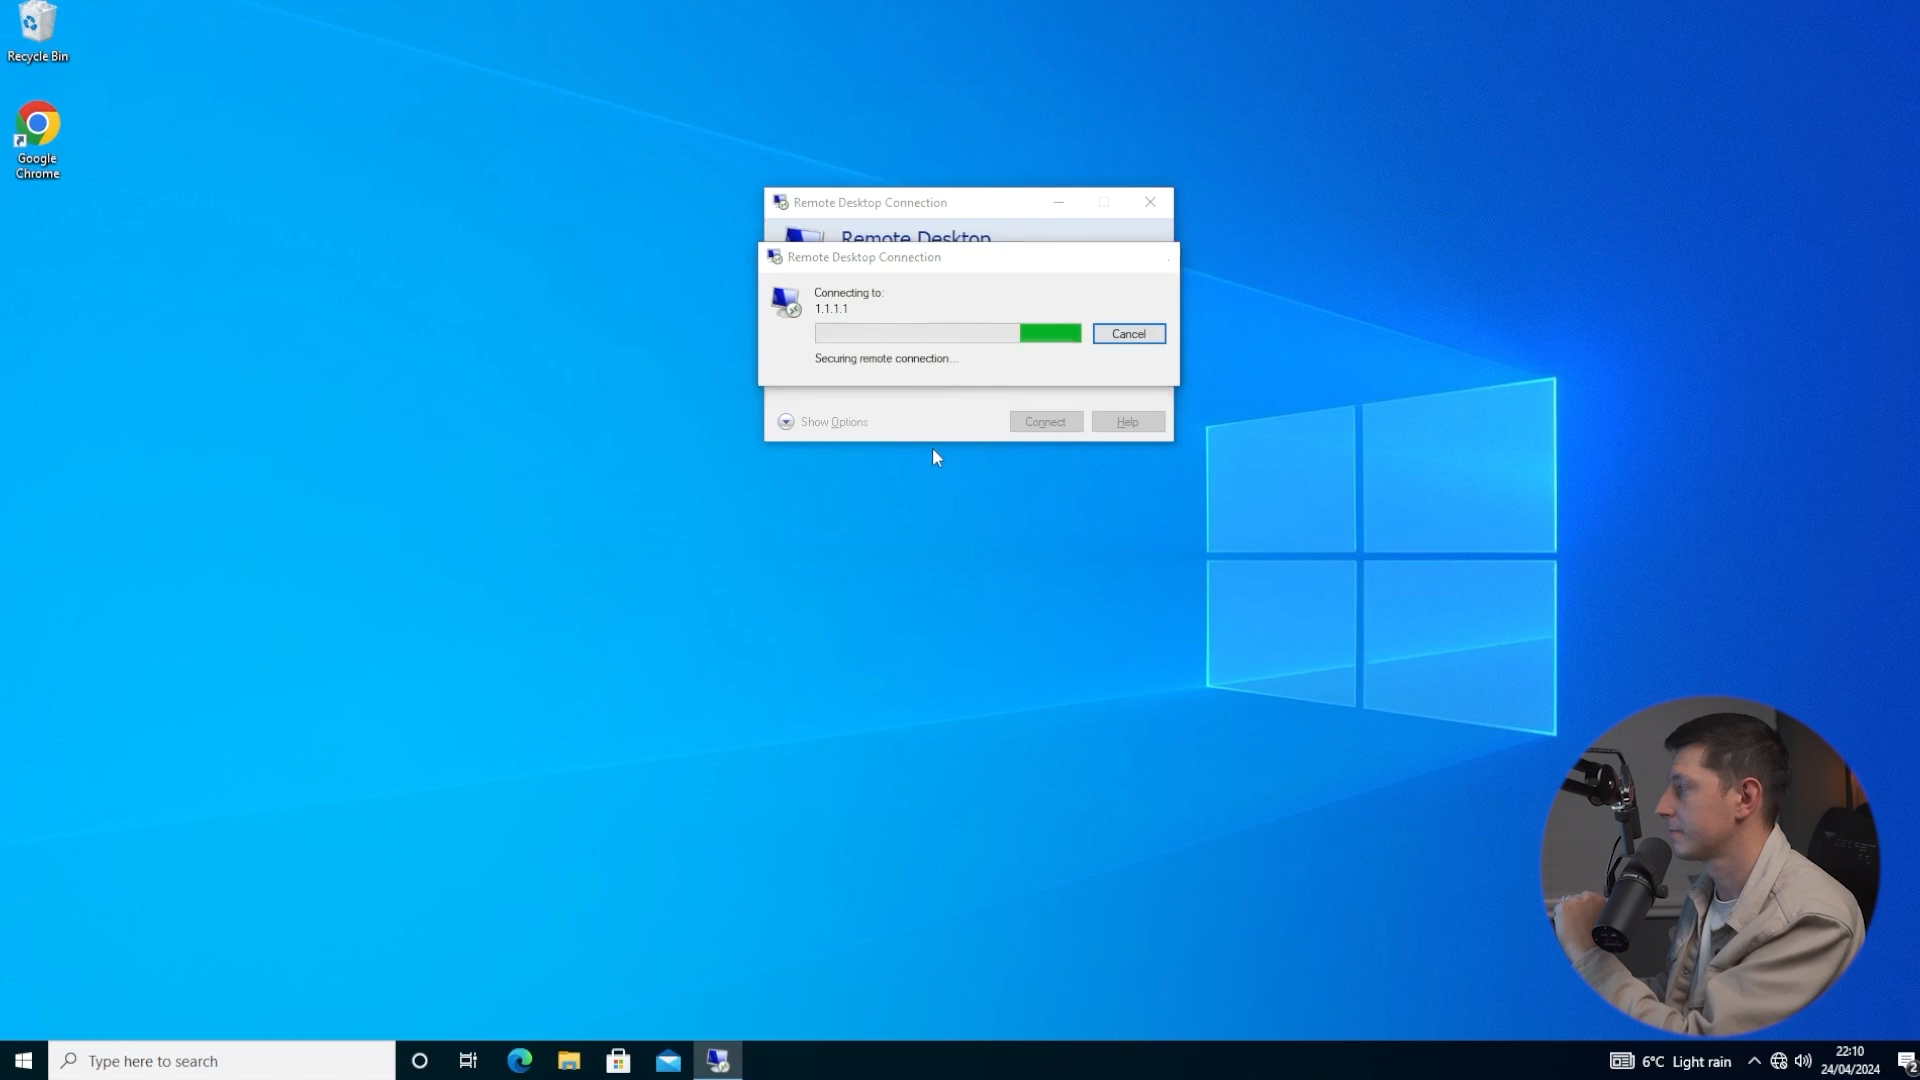 Recycle Bin
Google
Chrome
Remote Desktop Connection
Remote Desktop
Remote Desktop Connection
Connecting to:
1.1.1.1
Cancel
Securing remote connection...
Show Options
Connect
Help
Type here to search
6°C Light rain
22:10
24/04/2024
2